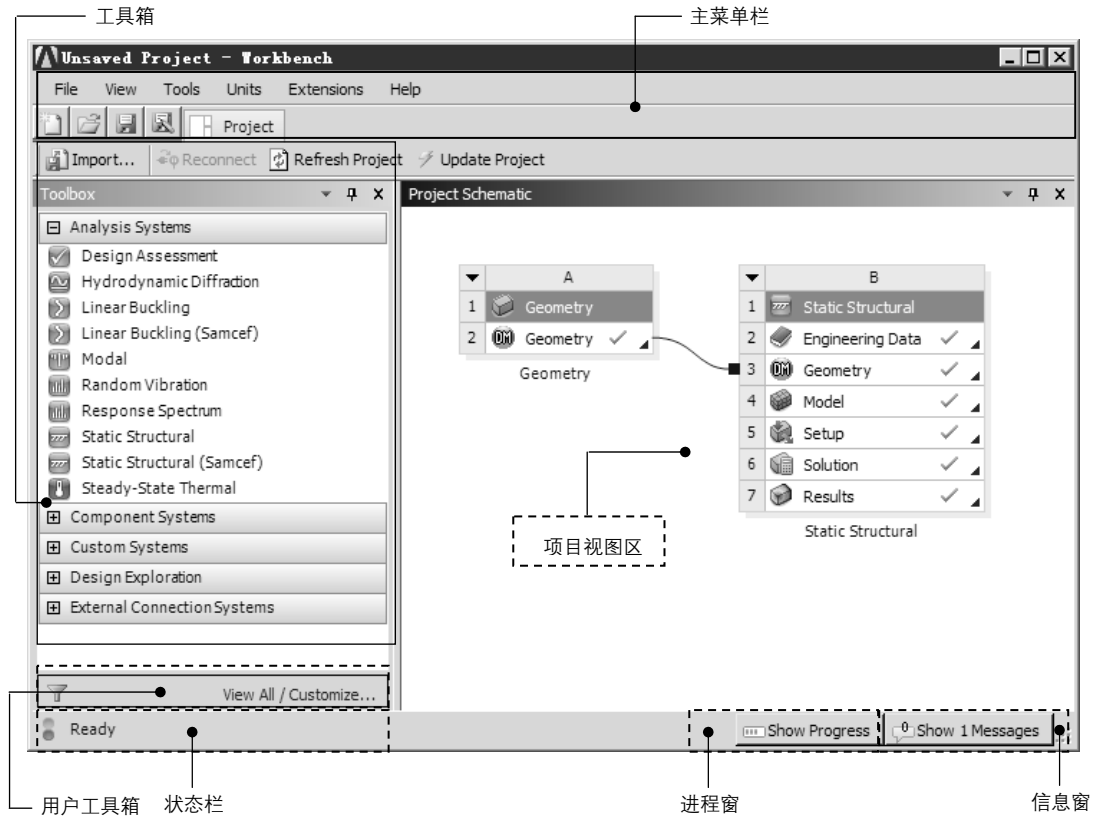 工具箱
主菜单栏
Unsaved Project - Workbench
File View Tools Units Extensions Help
Project
Import... Reconnect Refresh Project Update Project
Toolbox
Project Schematic
Analysis Systems
Design Assessment
Hydrodynamic Diffraction
Linear Buckling
Linear Buckling (Samcef)
Modal
Random Vibration
Response Spectrum
Static Structural
Static Structural (Samcef)
Steady-State Thermal
Component Systems
Custom Systems
Design Exploration
External Connection Systems
A
1 Geometry
2 DM Geometry
Geometry
B
1 Static Structural
2 Engineering Data
3 DM Geometry
4 Model
5 Setup
6 Solution
7 Results
Static Structural
项目视图区
View All / Customize...
Ready
Show Progress
0 Show 1 Messages
用户工具箱
状态栏
进程窗
信息窗